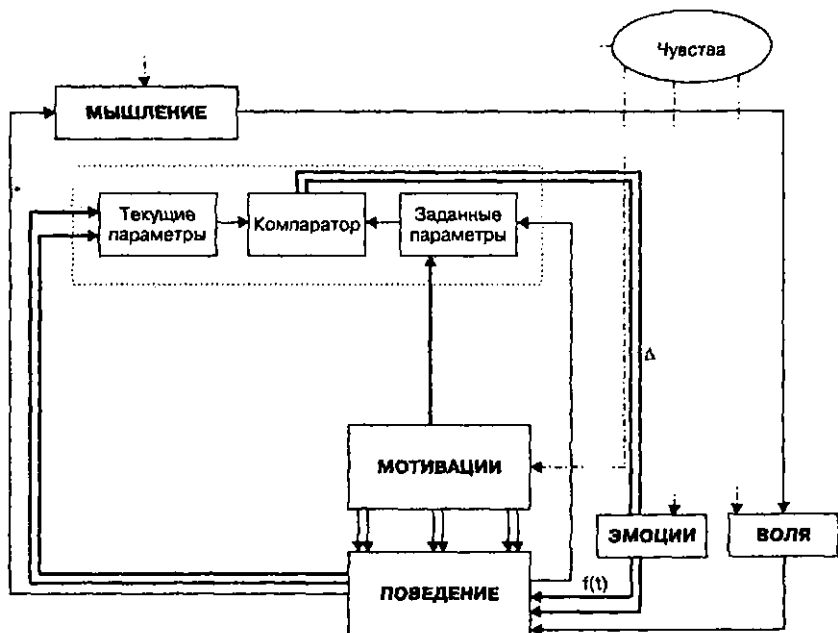 Чувства
МЫШЛЕНИЕ
Текущие
параметры
Компаратор
Заданные
параметры
Δ
МОТИВАЦИИ
ЭМОЦИИ
ВОЛЯ
f(t)
ПОВЕДЕНИЕ